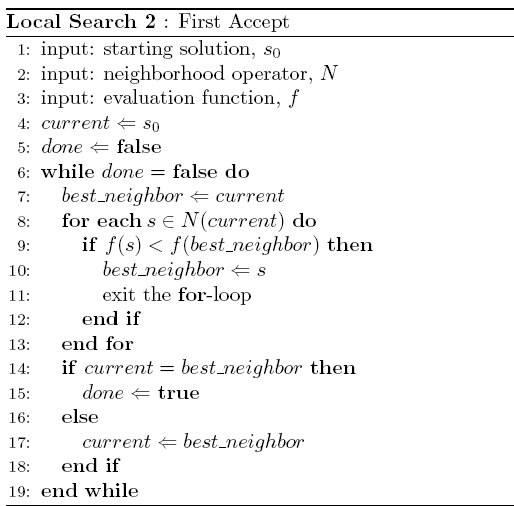 Local Search 2 : First Accept
1: input: starting solution, s₀
2: input: neighborhood operator, N
3: input: evaluation function, f
4: current ⇐ s₀
5: done ⇐ false
6: while done = false do
7: best_neighbor ⇐ current
8: for each s ∈ N(current) do
9: if f(s) < f(best_neighbor) then
10: best_neighbor ⇐ s
11: exit the for-loop
12: end if
13: end for
14: if current = best_neighbor then
15: done ⇐ true
16: else
17: current ⇐ best_neighbor
18: end if
19: end while